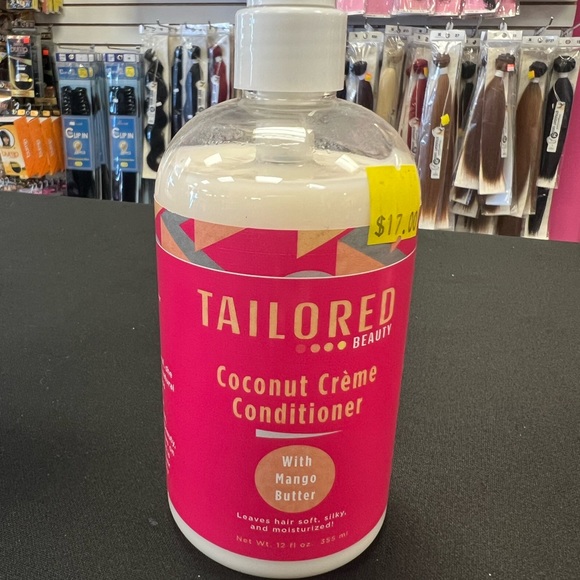 $17.00
TAILORED
BEAUTY
Coconut Crème
Conditioner
With
Mango
Butter
Leaves hair soft, silky,
and moisturized!
Net Wt. 12 fl oz. 355 ml